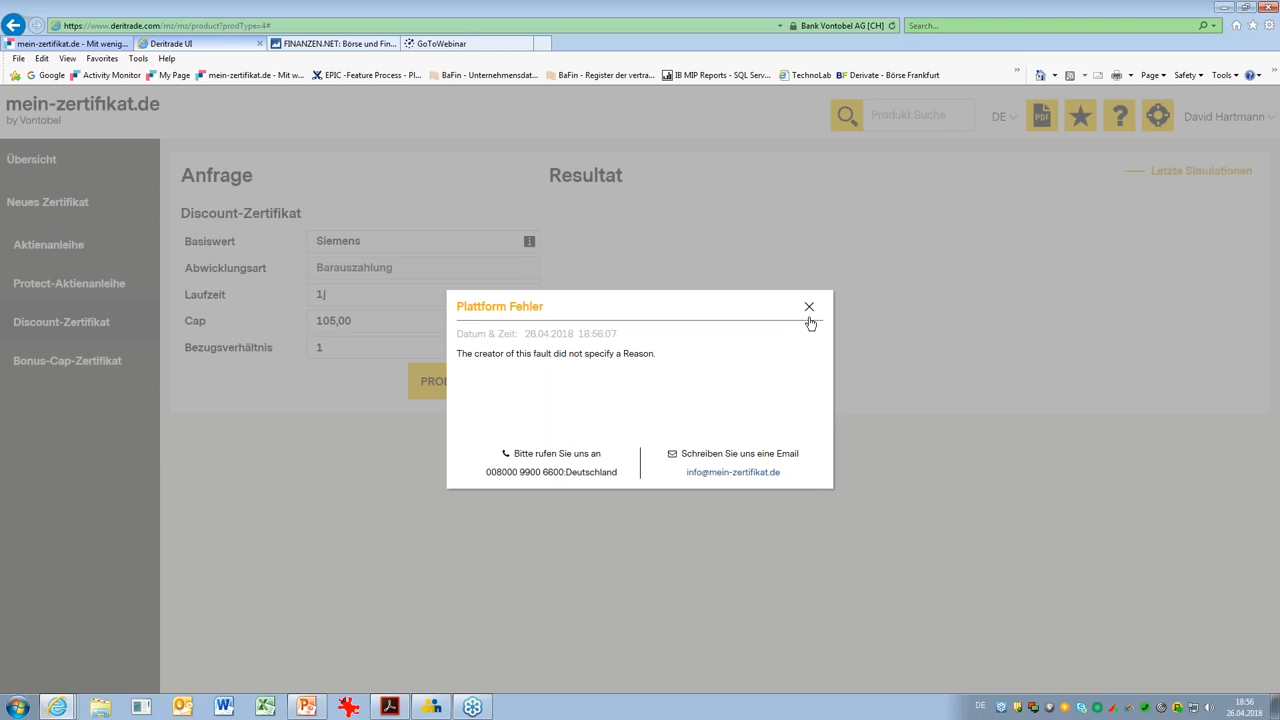 https://www.deritrade.com/mz/mz/product?prodType=4#
Bank Vontobel AG [CH]
Search...
mein-zertifikat.de - Mit wenig...
Deritrade UI
FINANZEN.NET: Börse und Fin...
GoToWebinar
File Edit View Favorites Tools Help
Google
Activity Monitor
My Page
mein-zertifikat.de - Mit w...
EPIC -Feature Process - Pl...
BaFin - Unternehmensdat...
BaFin - Register der vertra...
IB MIP Reports - SQL Serv...
TechnoLab
Derivate - Börse Frankfurt
Page
Safety
Tools
mein-zertifikat.de
by Vontobel
Produkt Suche
DE
PDF
David Hartmann
Übersicht
Neues Zertifikat
Aktienanleihe
Protect-Aktienanleihe
Discount-Zertifikat
Bonus-Cap-Zertifikat
Anfrage
Resultat
Letzte Simulationen
Discount-Zertifikat
Basiswert Siemens
Abwicklungsart Barauszahlung
Laufzeit 1j
Cap 105,00
Bezugsverhältnis 1
PROD
Plattform Fehler
Datum & Zeit: 26.04.2018 18:56:07
The creator of this fault did not specify a Reason.
Bitte rufen Sie uns an
008000 9900 6600:Deutschland
Schreiben Sie uns eine Email
info@mein-zertifikat.de
DE
18:56
26.04.2018